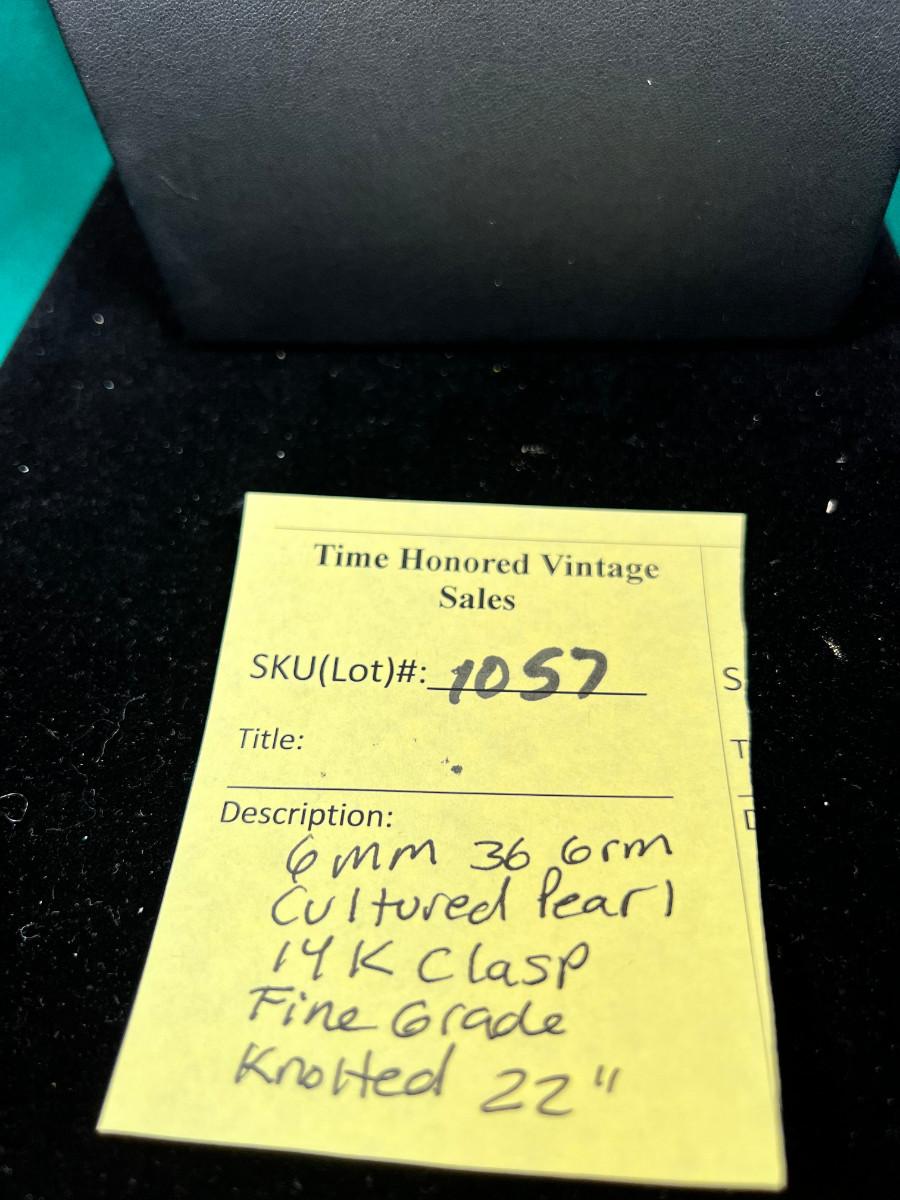 Time Honored Vintage
Sales
SKU(Lot)#: 1057
Title:
Description:
6mm 36 Grm
Cultured Pearl
14K Clasp
Fine Grade
Knotted 22"
S
T
D